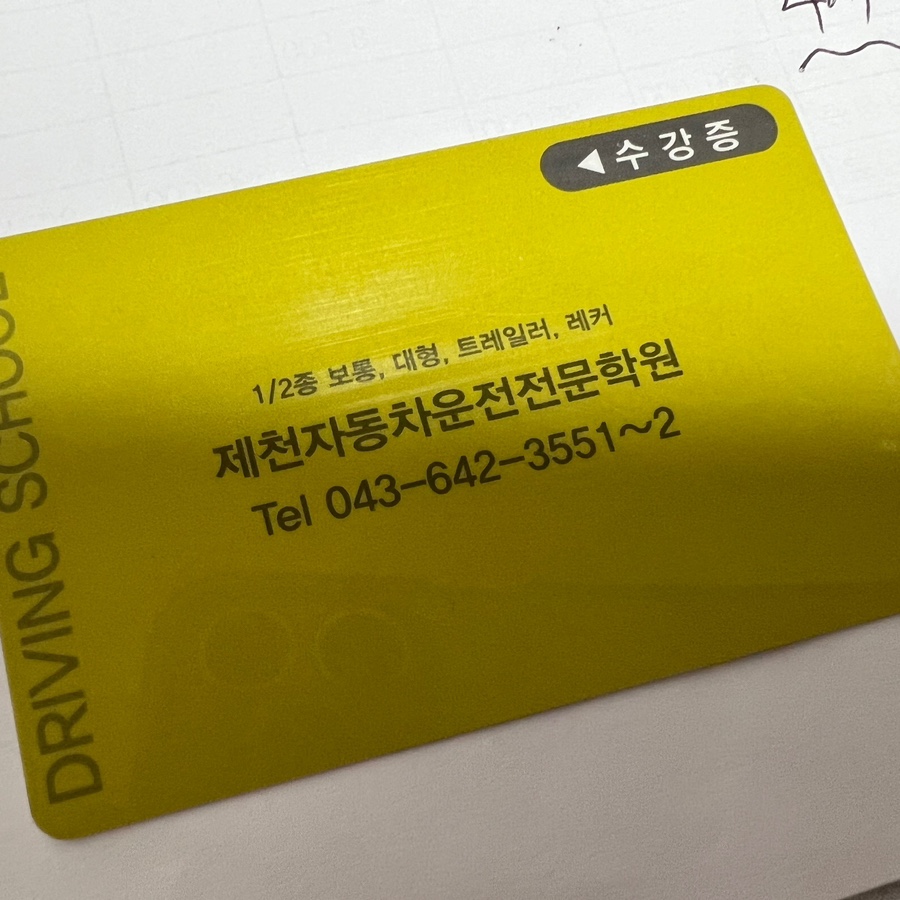 ◀수강증
1/2종 보통, 대형, 트레일러, 레커
제천자동차운전전문학원
Tel 043-642-3551~2
DRIVING SCHOOL